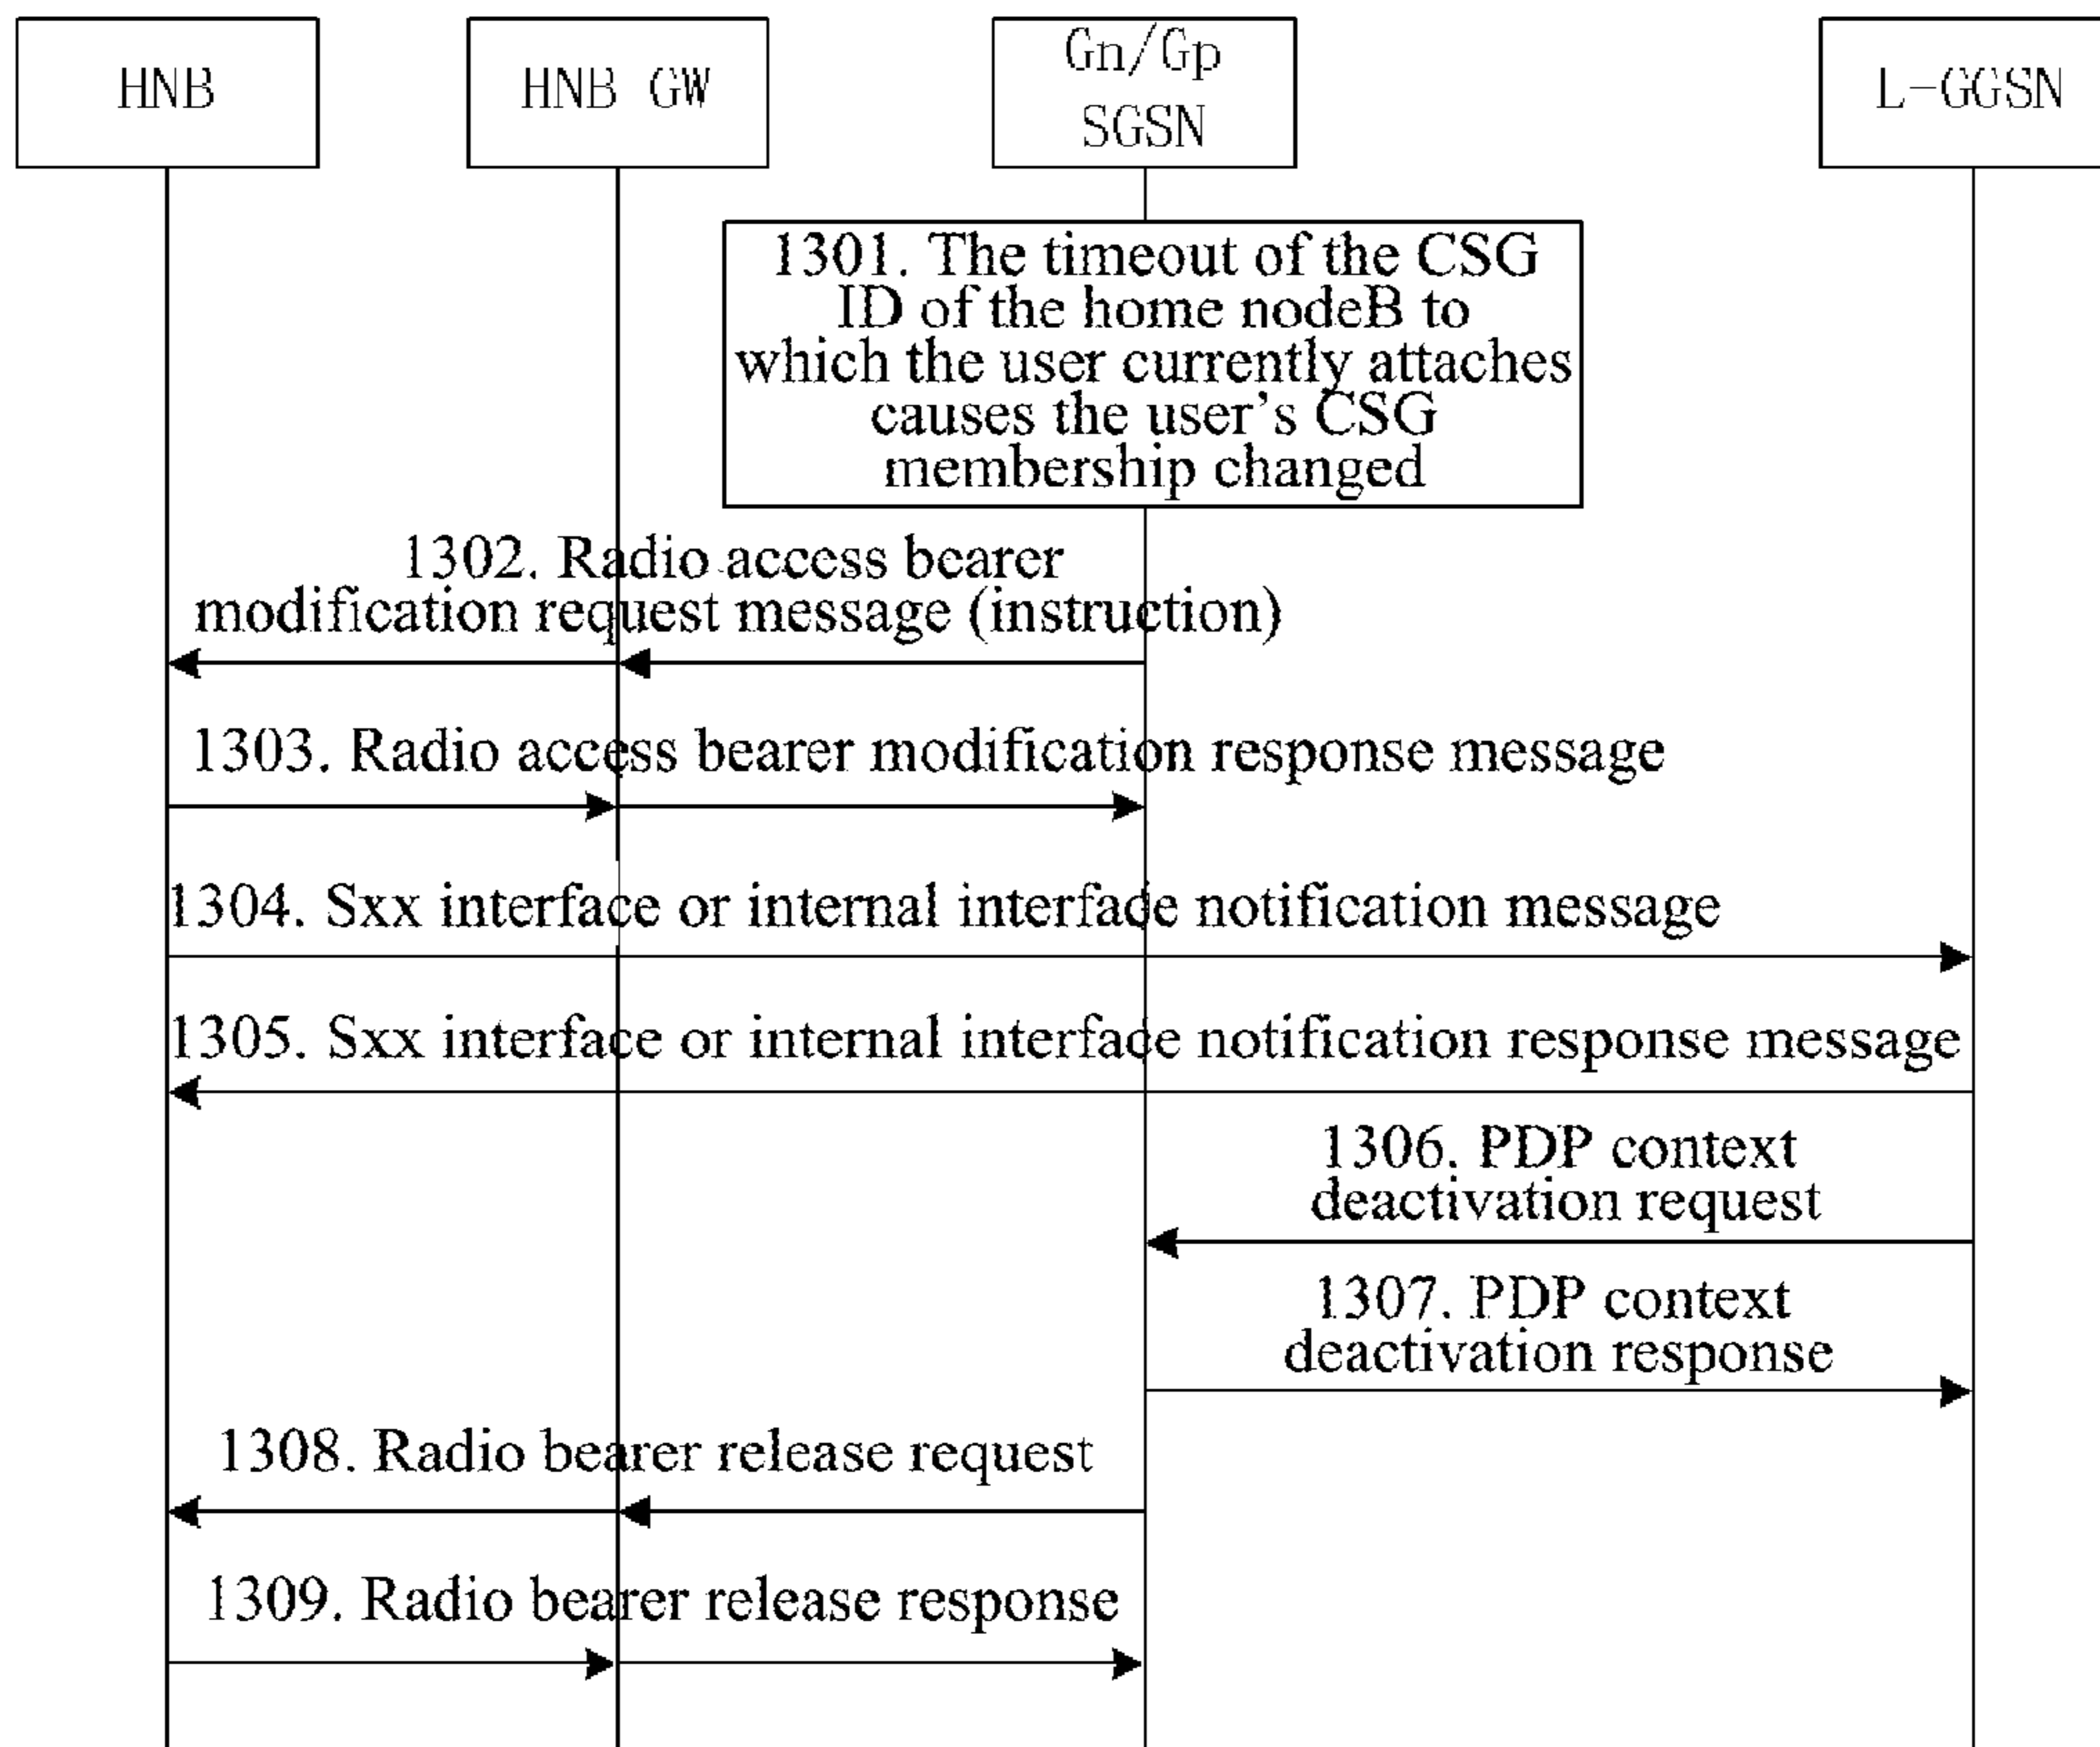 HNB
HNB GW
Gn/Gp
SGSN
L-GGSN
1301. The timeout of the CSG
ID of the home nodeB to
which the user currently attaches
causes the user's CSG
membership changed
1302. Radio access bearer
modification request message (instruction)
1303. Radio access bearer modification response message
1304. Sxx interface or internal interface notification message
1305. Sxx interface or internal interface notification response message
1306. PDP context
deactivation request
1307. PDP context
deactivation response
1308. Radio bearer release request
1309. Radio bearer release response